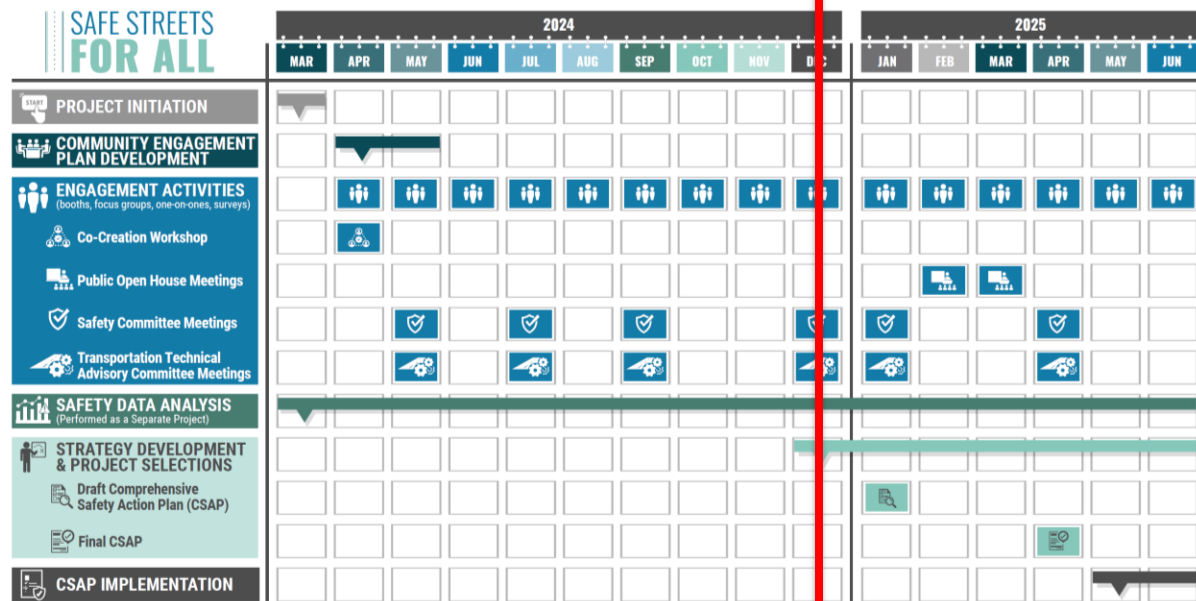 SAFE STREETS
FOR ALL
2024
2025
MAR APR MAY JUN JUL AUG SEP OCT NOV DEC JAN FEB MAR APR MAY JUN
START
PROJECT INITIATION
COMMUNITY ENGAGEMENT
PLAN DEVELOPMENT
ENGAGEMENT ACTIVITIES
(booths, focus groups, one-on-ones, surveys)
Co-Creation Workshop
Public Open House Meetings
Safety Committee Meetings
Transportation Technical
Advisory Committee Meetings
SAFETY DATA ANALYSIS
(Performed as a Separate Project)
STRATEGY DEVELOPMENT
& PROJECT SELECTIONS
Draft Comprehensive
Safety Action Plan (CSAP)
Final CSAP
CSAP IMPLEMENTATION